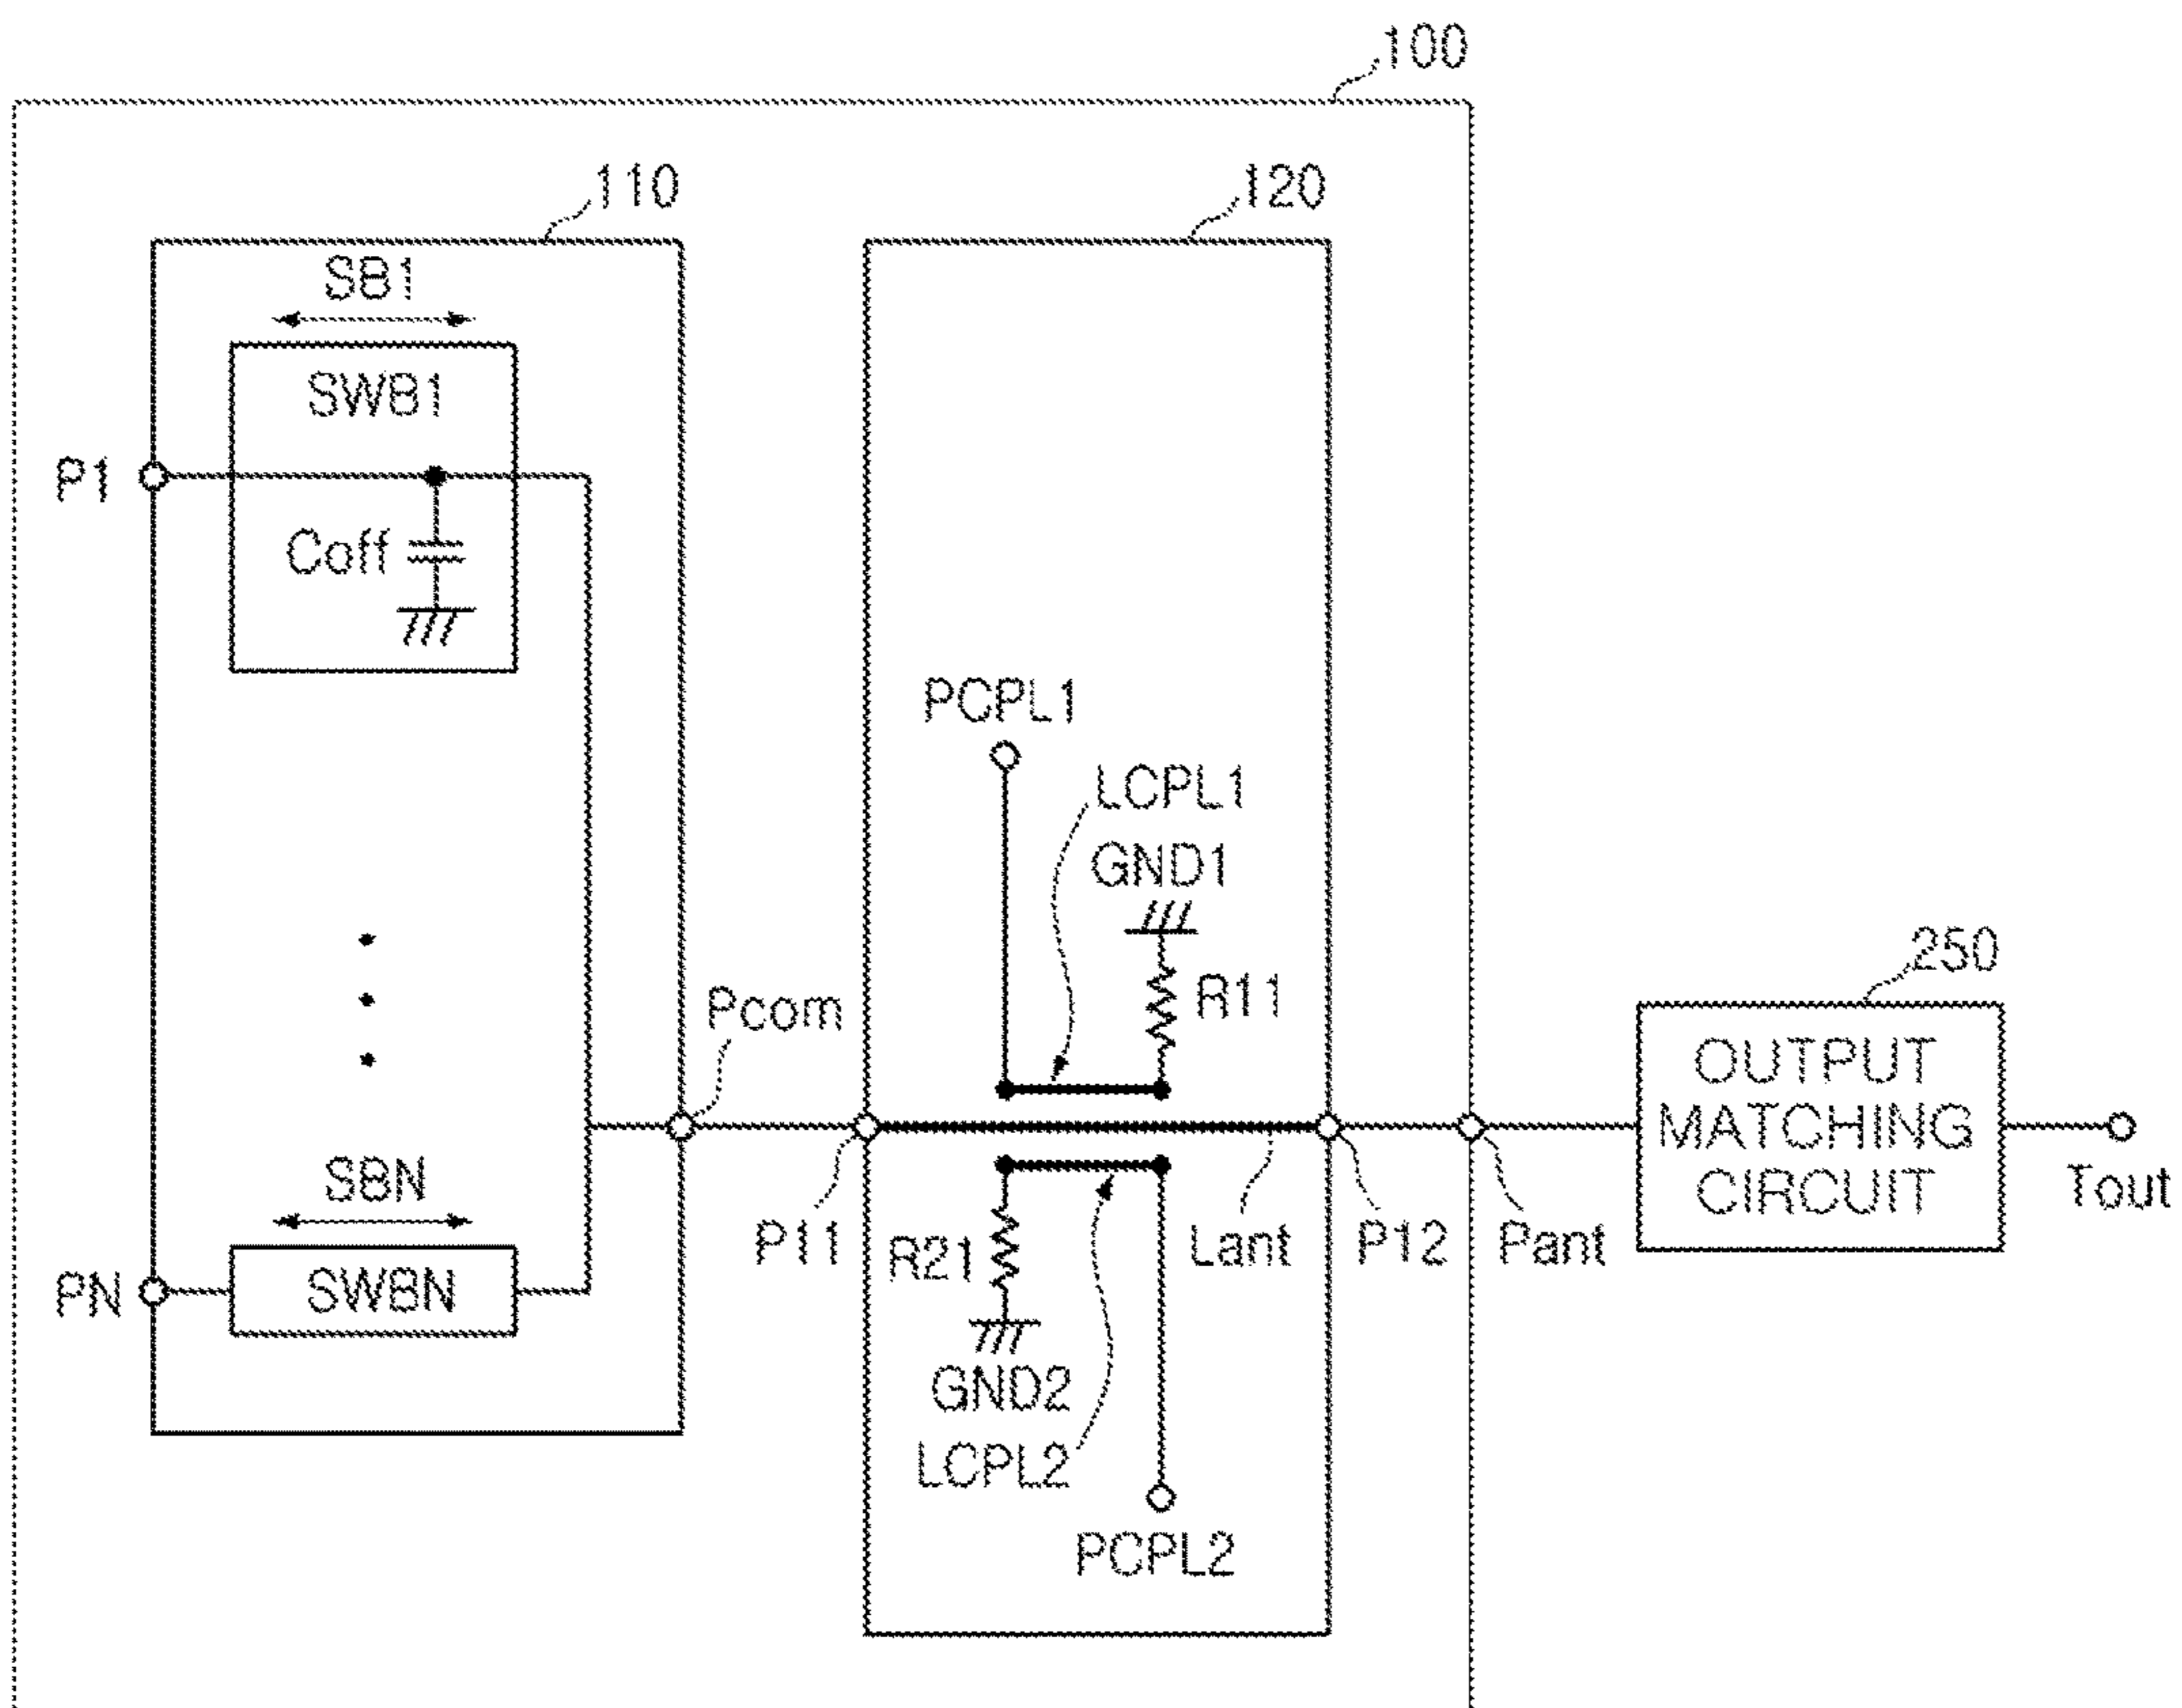 100
110
120
SB1
SWB1
P1
Coff
PCPL1
LCPL1
GND1
R11
Pcom
250
OUTPUT
MATCHING
CIRCUIT
Tout
SBN
PN
SWBN
P11
R21
Lant
P12
Pant
GND2
LCPL2
PCPL2